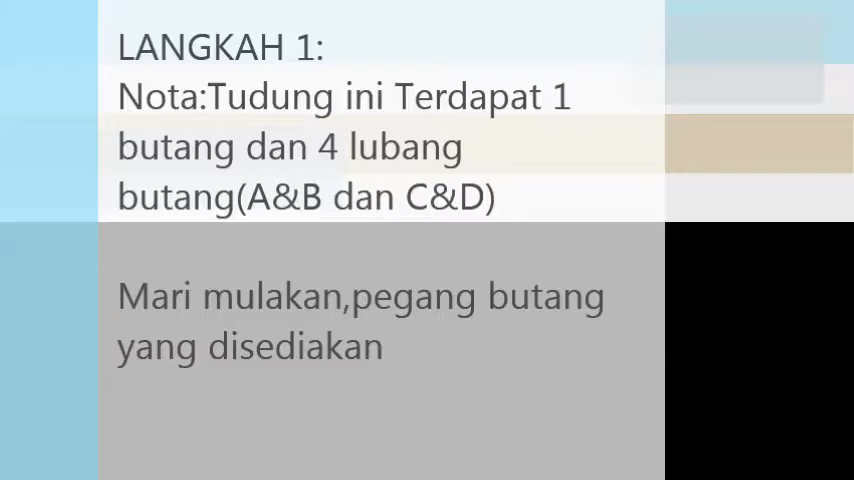 LANGKAH 1:
Nota:Tudung ini Terdapat 1
butang dan 4 lubang
butang(A&B dan C&D)
Mari mulakan,pegang butang
yang disediakan